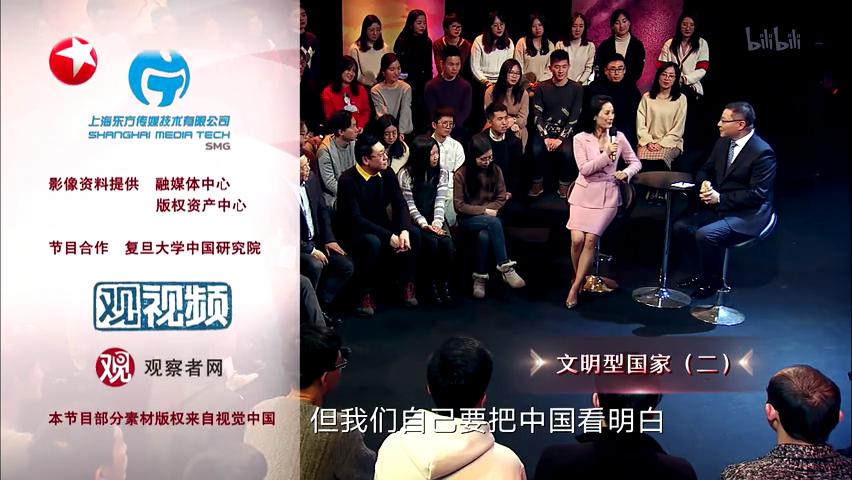 bilibili
上海东方传媒技术有限公司
SHANGHAI MEDIA TECH
SMG
影像资料提供 融媒体中心
版权资产中心
节目合作 复旦大学中国研究院
观视频
观 观察者网
本节目部分素材版权来自视觉中国
文明型国家（二）
但我们自己要把中国看明白